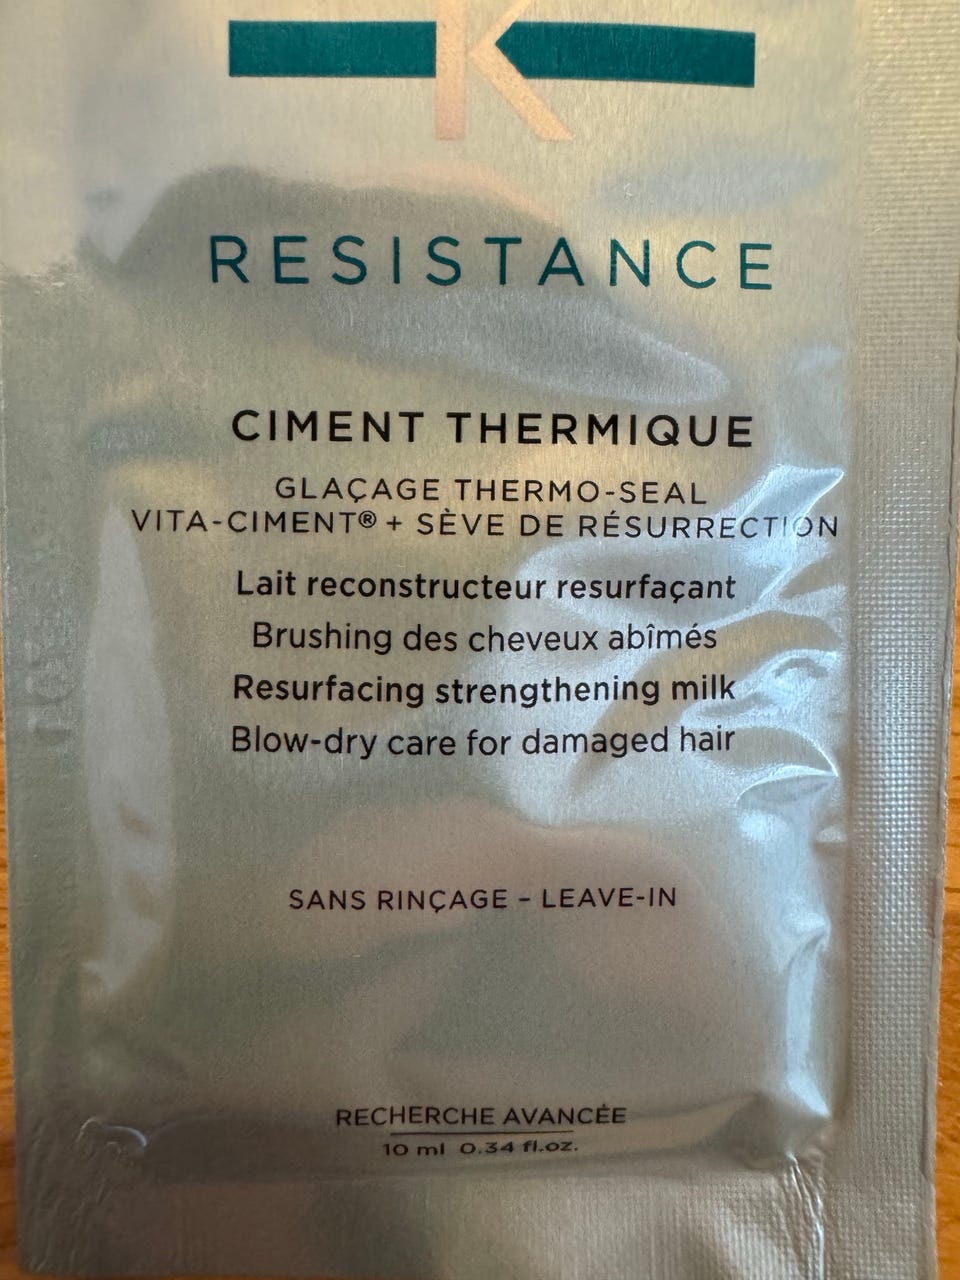 K
RESISTANCE
CIMENT THERMIQUE
GLAÇAGE THERMO-SEAL
VITA-CIMENT® + SÈVE DE RÉSURRECTION
Lait reconstructeur resurfaçant
Brushing des cheveux abîmés
Resurfacing strengthening milk
Blow-dry care for damaged hair
SANS RINÇAGE - LEAVE-IN
RECHERCHE AVANCÉE
10 ml 0.34 fl.oz.